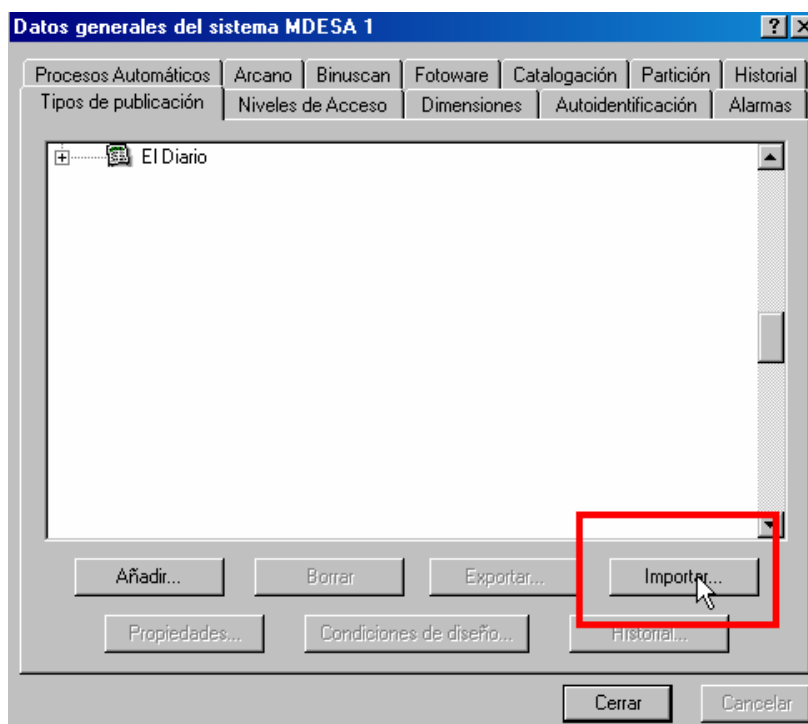 Datos generales del sistema MDESA 1
Procesos Automáticos Arcano Binuscan Fotoware Catalogación Partición Historial
Tipos de publicación Niveles de Acceso Dimensiones Autoidentificación Alarmas
El Diario
Añadir... Borrar Exportar... Importar...
Propiedades... Condiciones de diseño... Historial...
Cerrar Cancelar